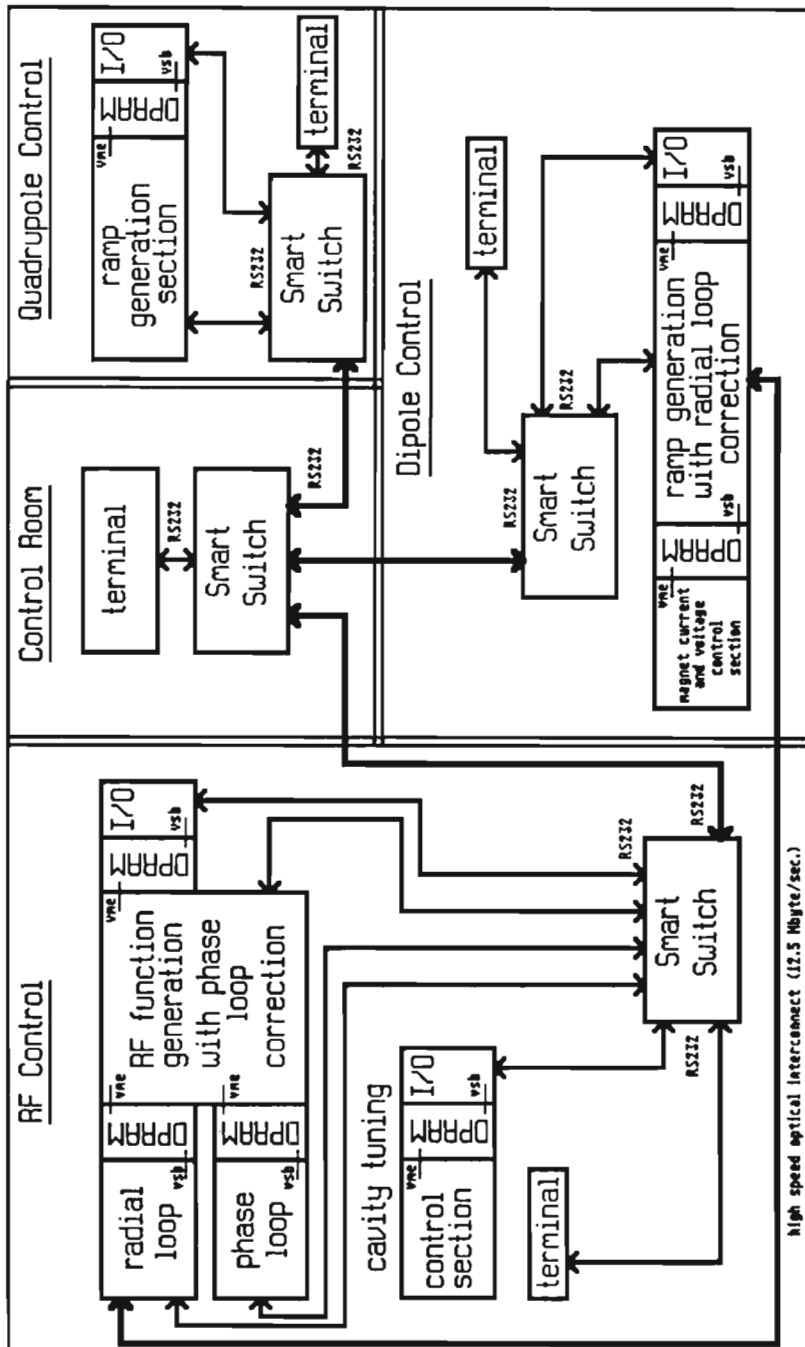 RF Control
radial
loop
DPRAM
vsb
vme
phase
loop
DPRAM
vsb
vme
RF function
generation
with phase
loop
correction
vme
DPRAM
I/O
vsb
cavity tuning
control
section
vme
DPRAM
I/O
vsb
terminal
RS232
Smart
Switch
RS232
RS232
high speed optical interconnect (12.5 Mbyte/sec.)
Control Room
terminal
RS232
Smart
Switch
RS232
Quadrupole Control
ramp
generation
section
vme
DPRAM
I/O
vsb
RS232
Smart
Switch
RS232
terminal
Dipole Control
terminal
RS232
Smart
Switch
RS232
magnet current
and voltage
control
section
vme
DPRAM
vsb
ramp generation
with radial loop
correction
vme
DPRAM
I/O
vsb